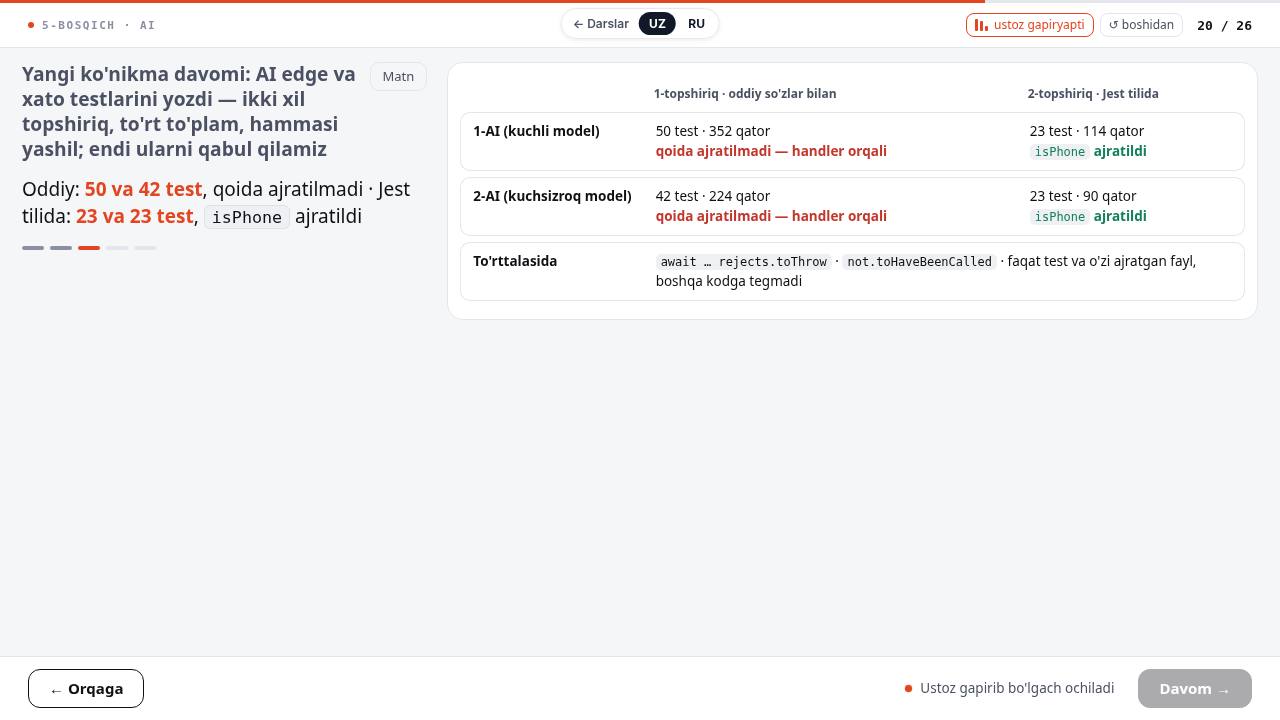 5-BOSQICH · AI
← Darslar
UZ
RU
ustoz gapiryapti
↺ boshidan
20 / 26
Yangi ko'nikma davomi: AI edge va
xato testlarini yozdi — ikki xil
topshiriq, to'rt to'plam, hammasi
yashil; endi ularni qabul qilamiz
Matn
Oddiy: 50 va 42 test, qoida ajratilmadi · Jest
tilida: 23 va 23 test, isPhone ajratildi
1-topshiriq · oddiy so'zlar bilan
2-topshiriq · Jest tilida
1-AI (kuchli model)
50 test · 352 qator
qoida ajratilmadi — handler orqali
23 test · 114 qator
isPhone ajratildi
2-AI (kuchsizroq model)
42 test · 224 qator
qoida ajratilmadi — handler orqali
23 test · 90 qator
isPhone ajratildi
To'rttalasida
await … rejects.toThrow · not.toHaveBeenCalled · faqat test va o'zi ajratgan fayl,
boshqa kodga tegmadi
← Orqaga
Ustoz gapirib bo'lgach ochiladi
Davom →